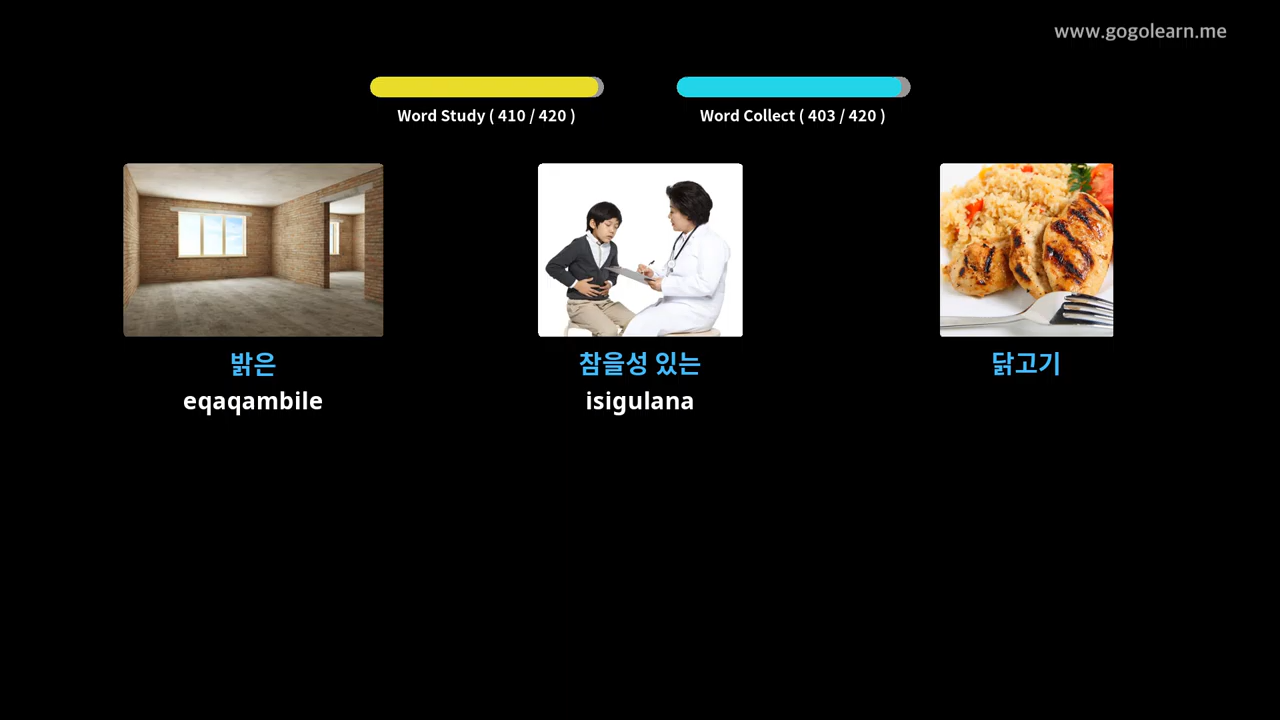 www.gogolearn.me
Word Study ( 410 / 420 )
Word Collect ( 403 / 420 )
밝은
참을성 있는
닭고기
eqaqambile
isigulana